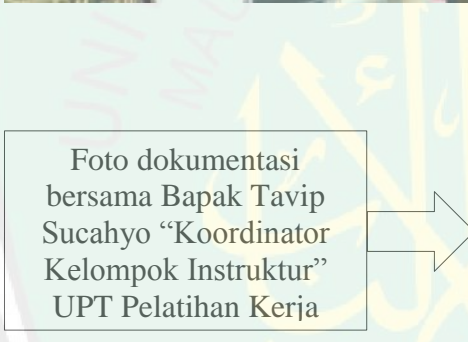 Foto dokumentasi
bersama Bapak Tavip
Sucahyo “Koordinator
Kelompok Instruktur”
UPT Pelatihan Kerja